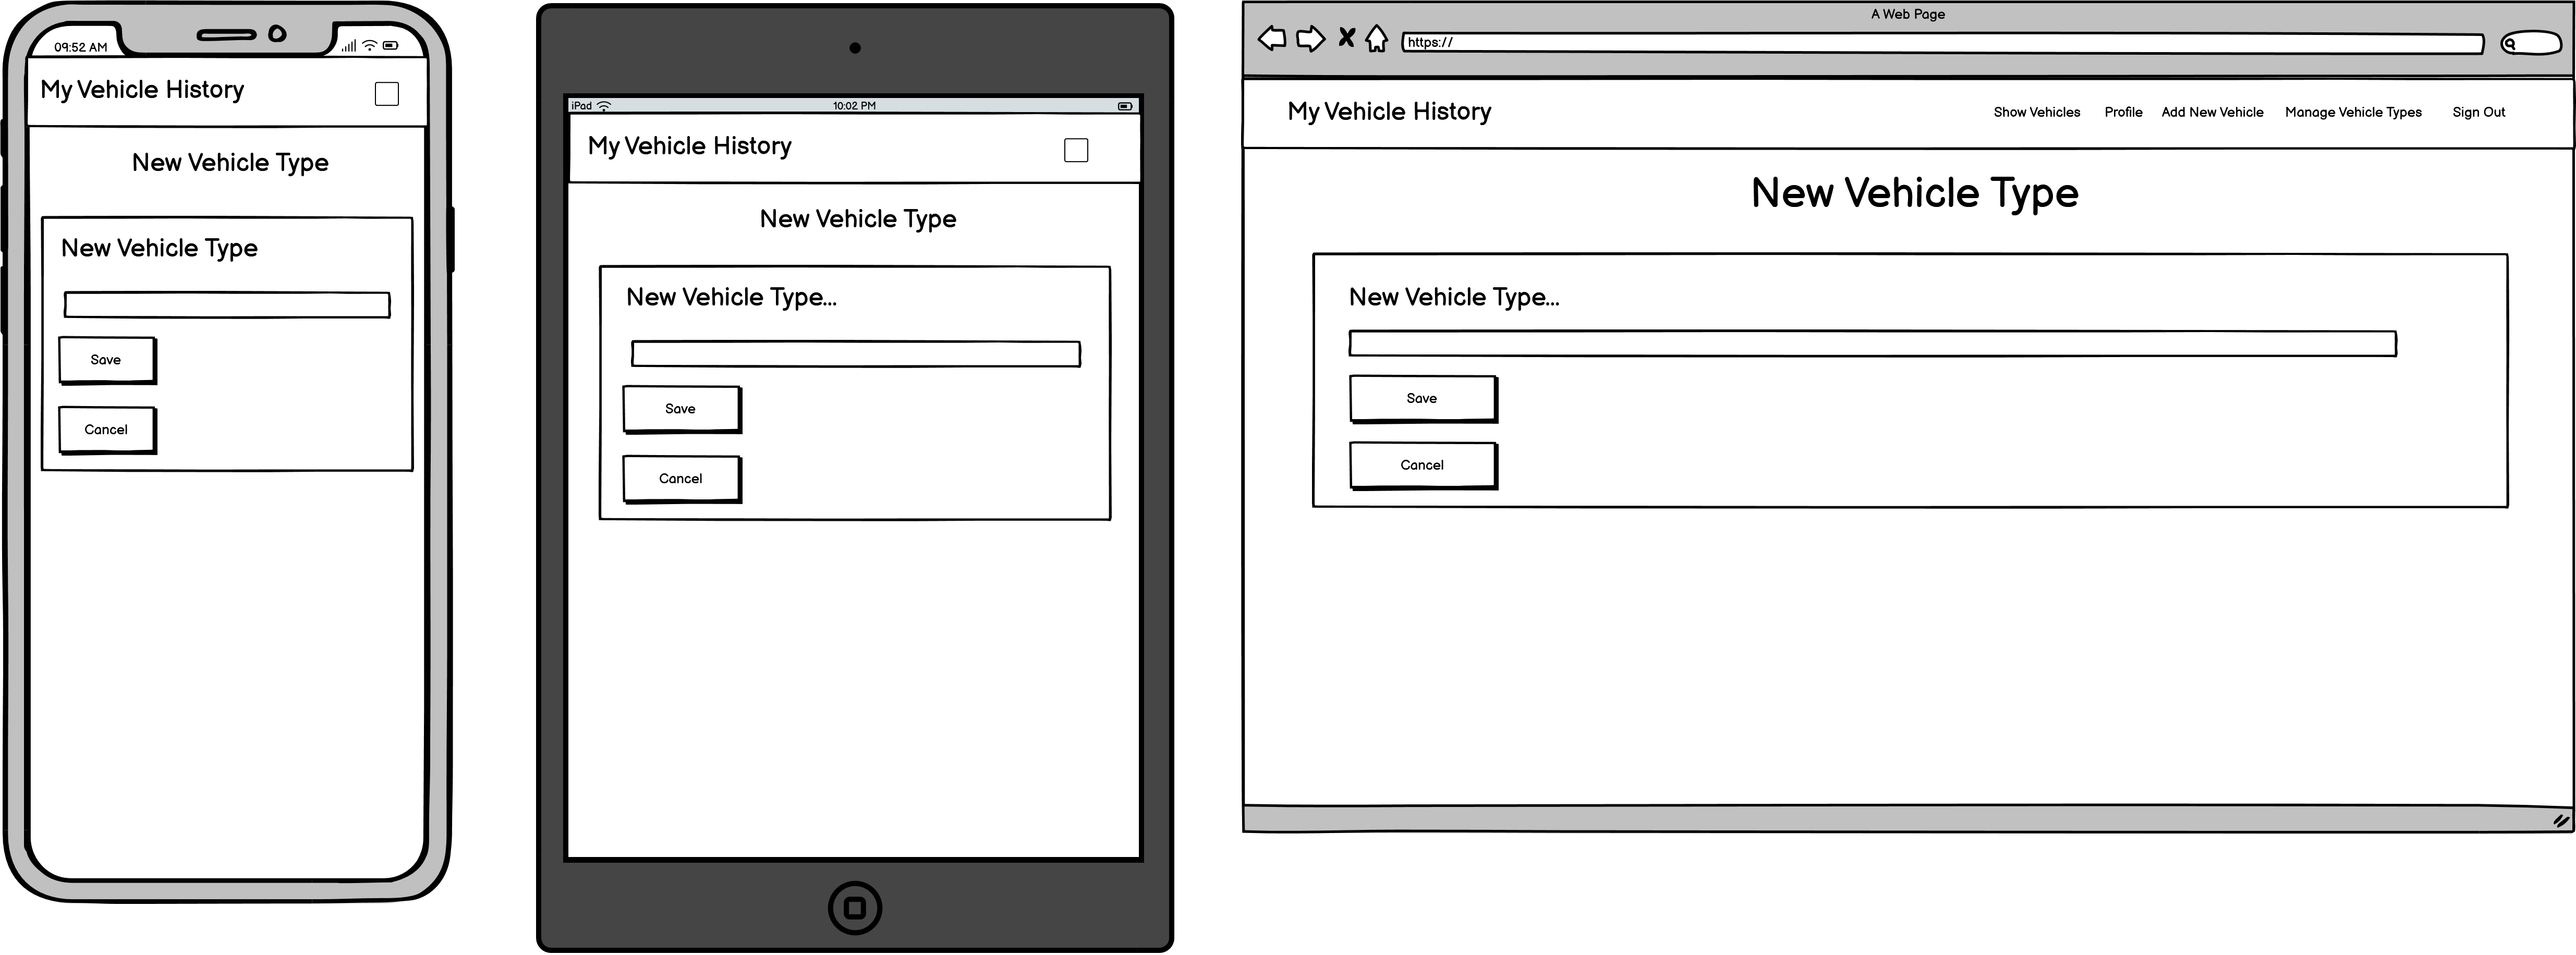 09:52 AM
My Vehicle History
New Vehicle Type
New Vehicle Type
Save
Cancel
iPad
10:02 PM
My Vehicle History
New Vehicle Type
New Vehicle Type...
Save
Cancel
A Web Page
https://
My Vehicle History
Show Vehicles Profile Add New Vehicle Manage Vehicle Types Sign Out
New Vehicle Type
New Vehicle Type...
Save
Cancel